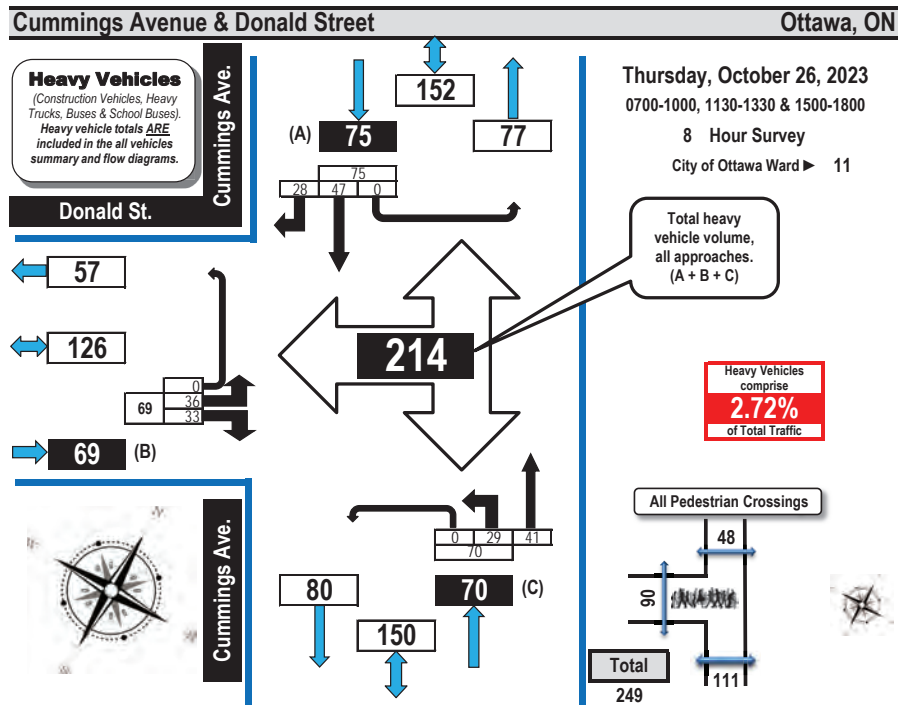 Cummings Avenue & Donald Street
Ottawa, ON
Heavy Vehicles
(Construction Vehicles, Heavy
Trucks, Buses & School Buses).
Heavy vehicle totals ARE
included in the all vehicles
summary and flow diagrams.
Cummings Ave.
Donald St.
152
(A)
75
77
75
28
47
0
Thursday, October 26, 2023
0700-1000, 1130-1330 & 1500-1800
8 Hour Survey
City of Ottawa Ward ► 11
Total heavy
vehicle volume,
all approaches.
(A + B + C)
57
126
214
0
69
36
33
69
(B)
Heavy Vehicles
comprise
2.72%
of Total Traffic
Cummings Ave.
0
29
41
70
80
70
(C)
150
All Pedestrian Crossings
48
90
111
Total
249